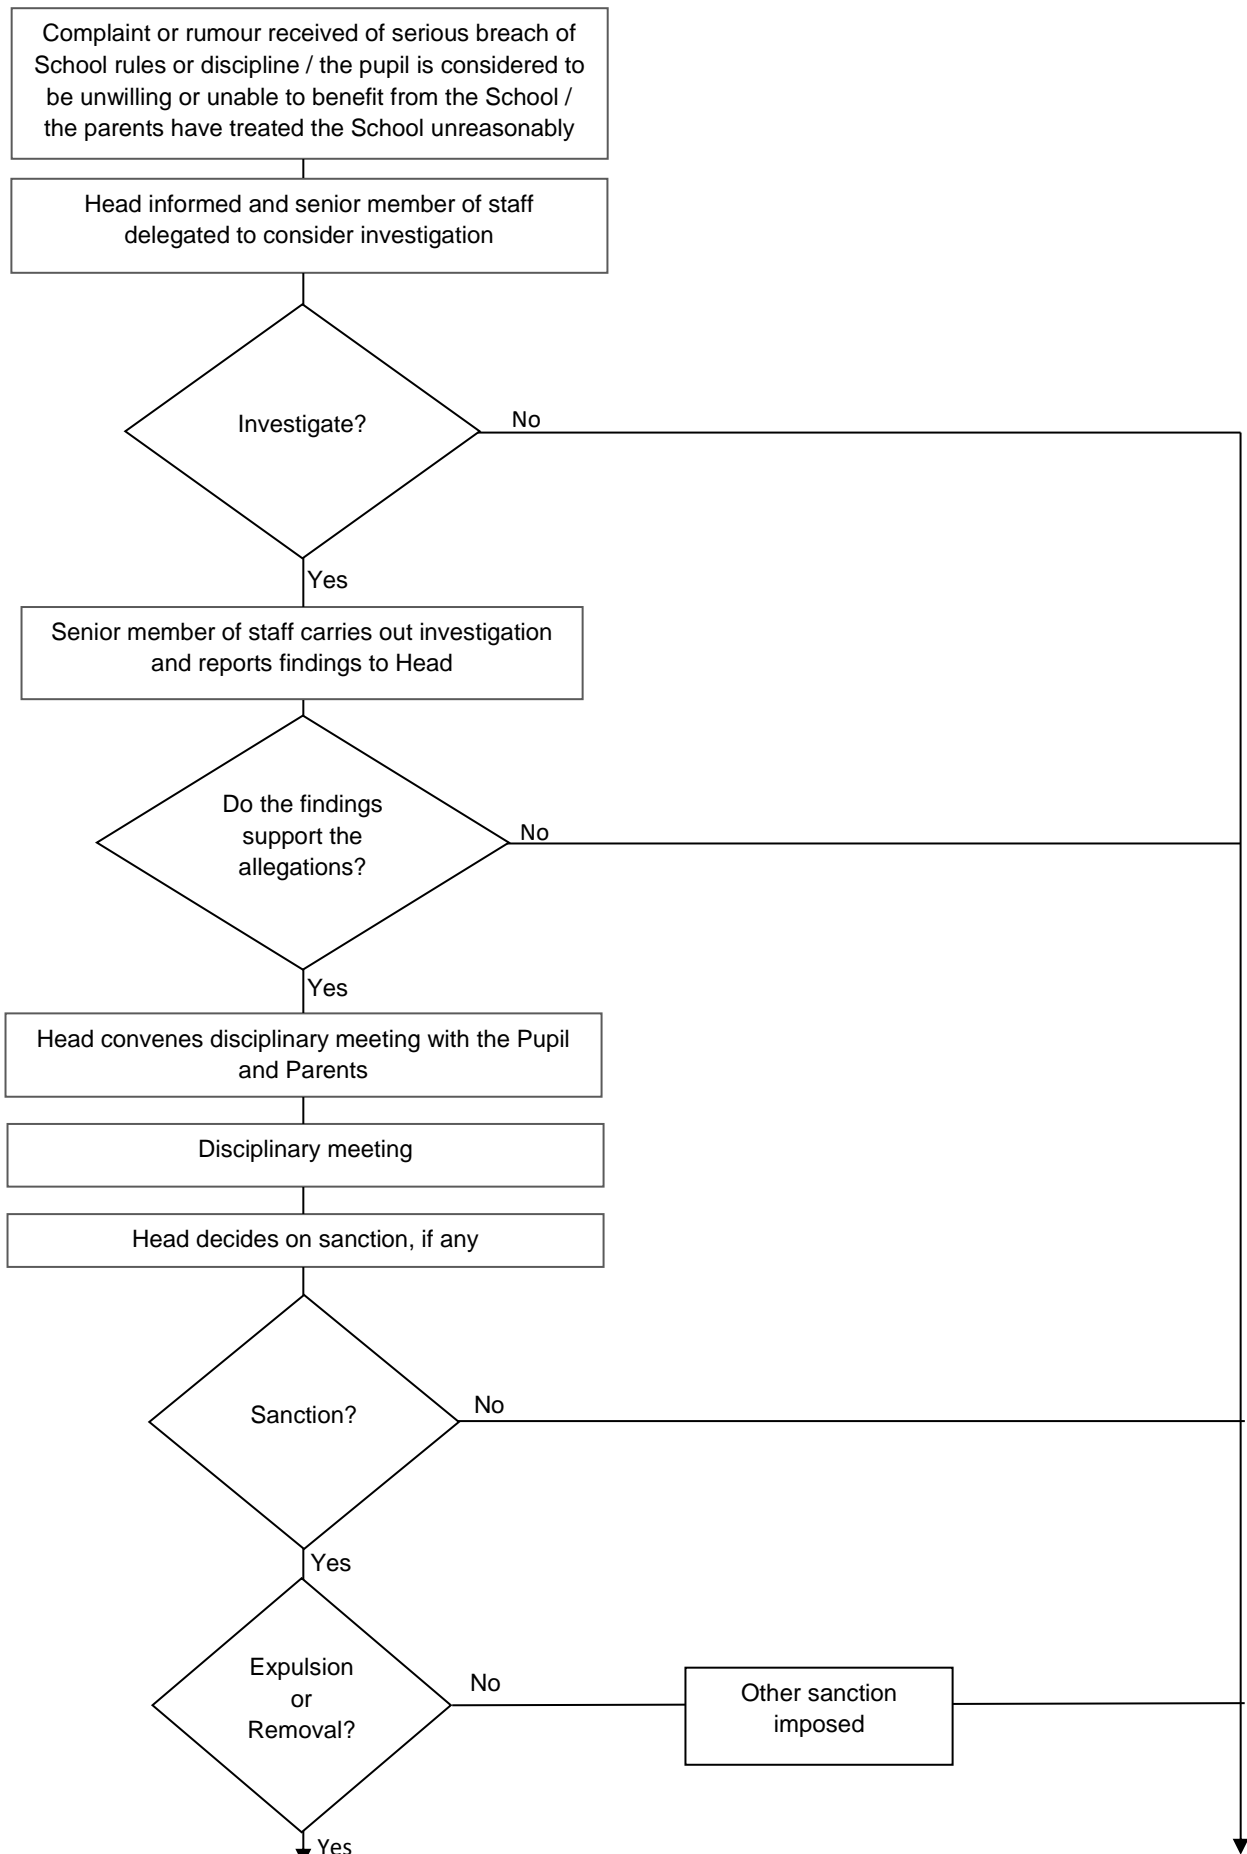 Complaint or rumour received of serious breach of
School rules or discipline / the pupil is considered to
be unwilling or unable to benefit from the School /
the parents have treated the School unreasonably
Head informed and senior member of staff
delegated to consider investigation
Investigate?
No
Yes
Senior member of staff carries out investigation
and reports findings to Head
Do the findings
support the
allegations?
No
Yes
Head convenes disciplinary meeting with the Pupil
and Parents
Disciplinary meeting
Head decides on sanction, if any
Sanction?
No
Yes
Expulsion
or
Removal?
No
Other sanction
imposed
Yes